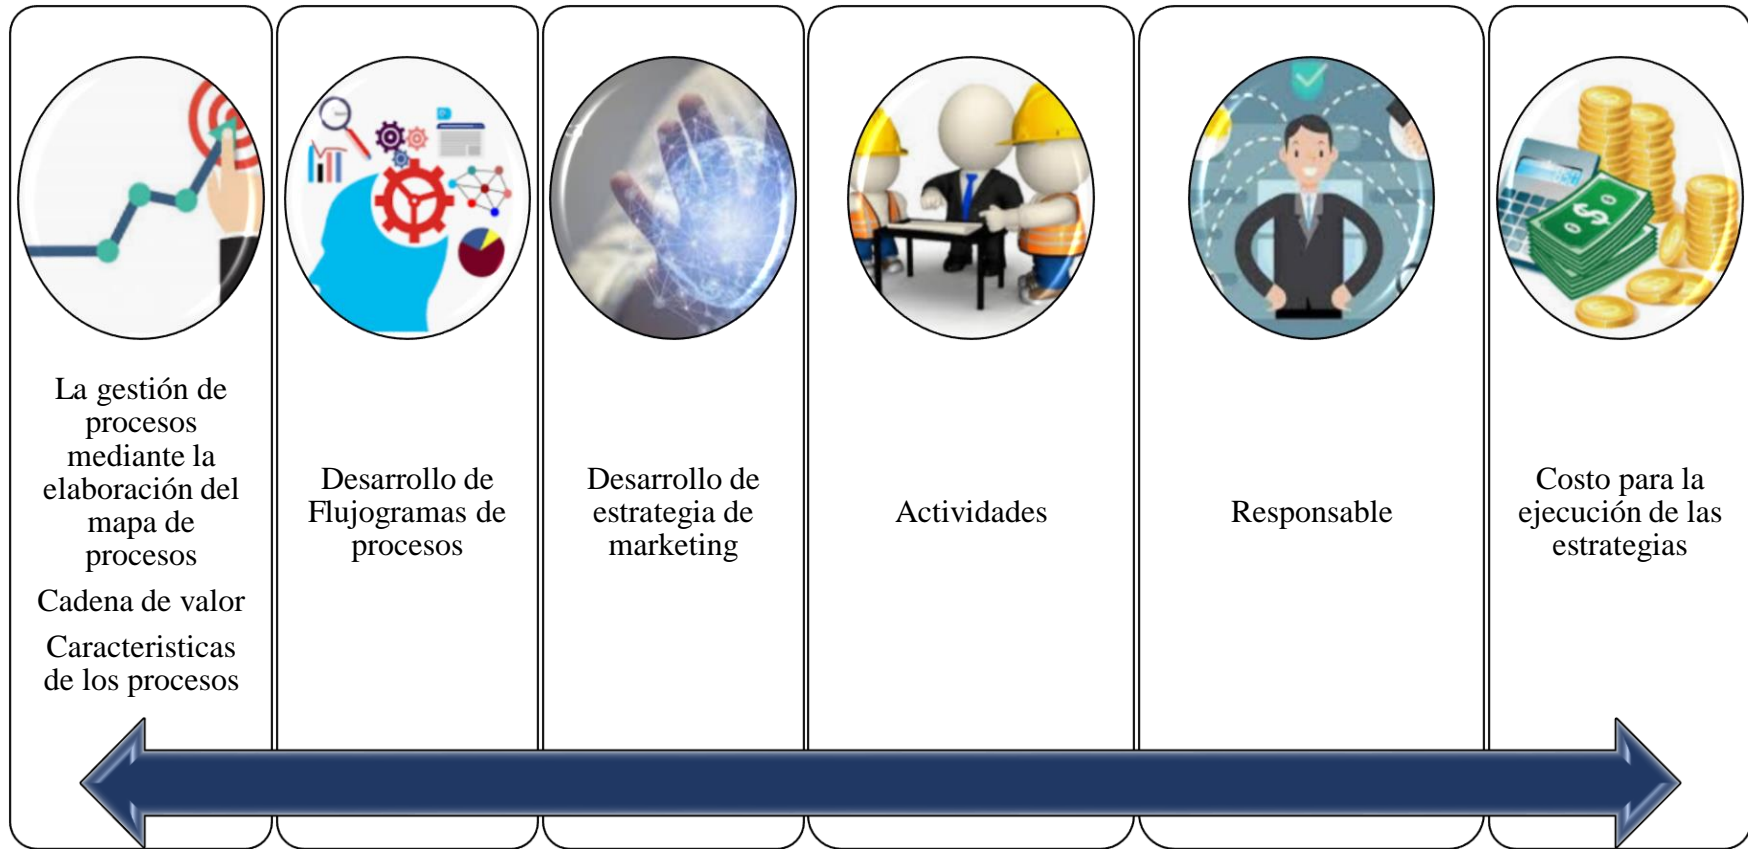 La gestión de
procesos
mediante la
elaboración del
mapa de
procesos
Cadena de valor
Caracteristicas
de los procesos
Desarrollo de
Flujogramas de
procesos
Desarrollo de
estrategia de
marketing
Actividades
Responsable
Costo para la
ejecución de las
estrategias